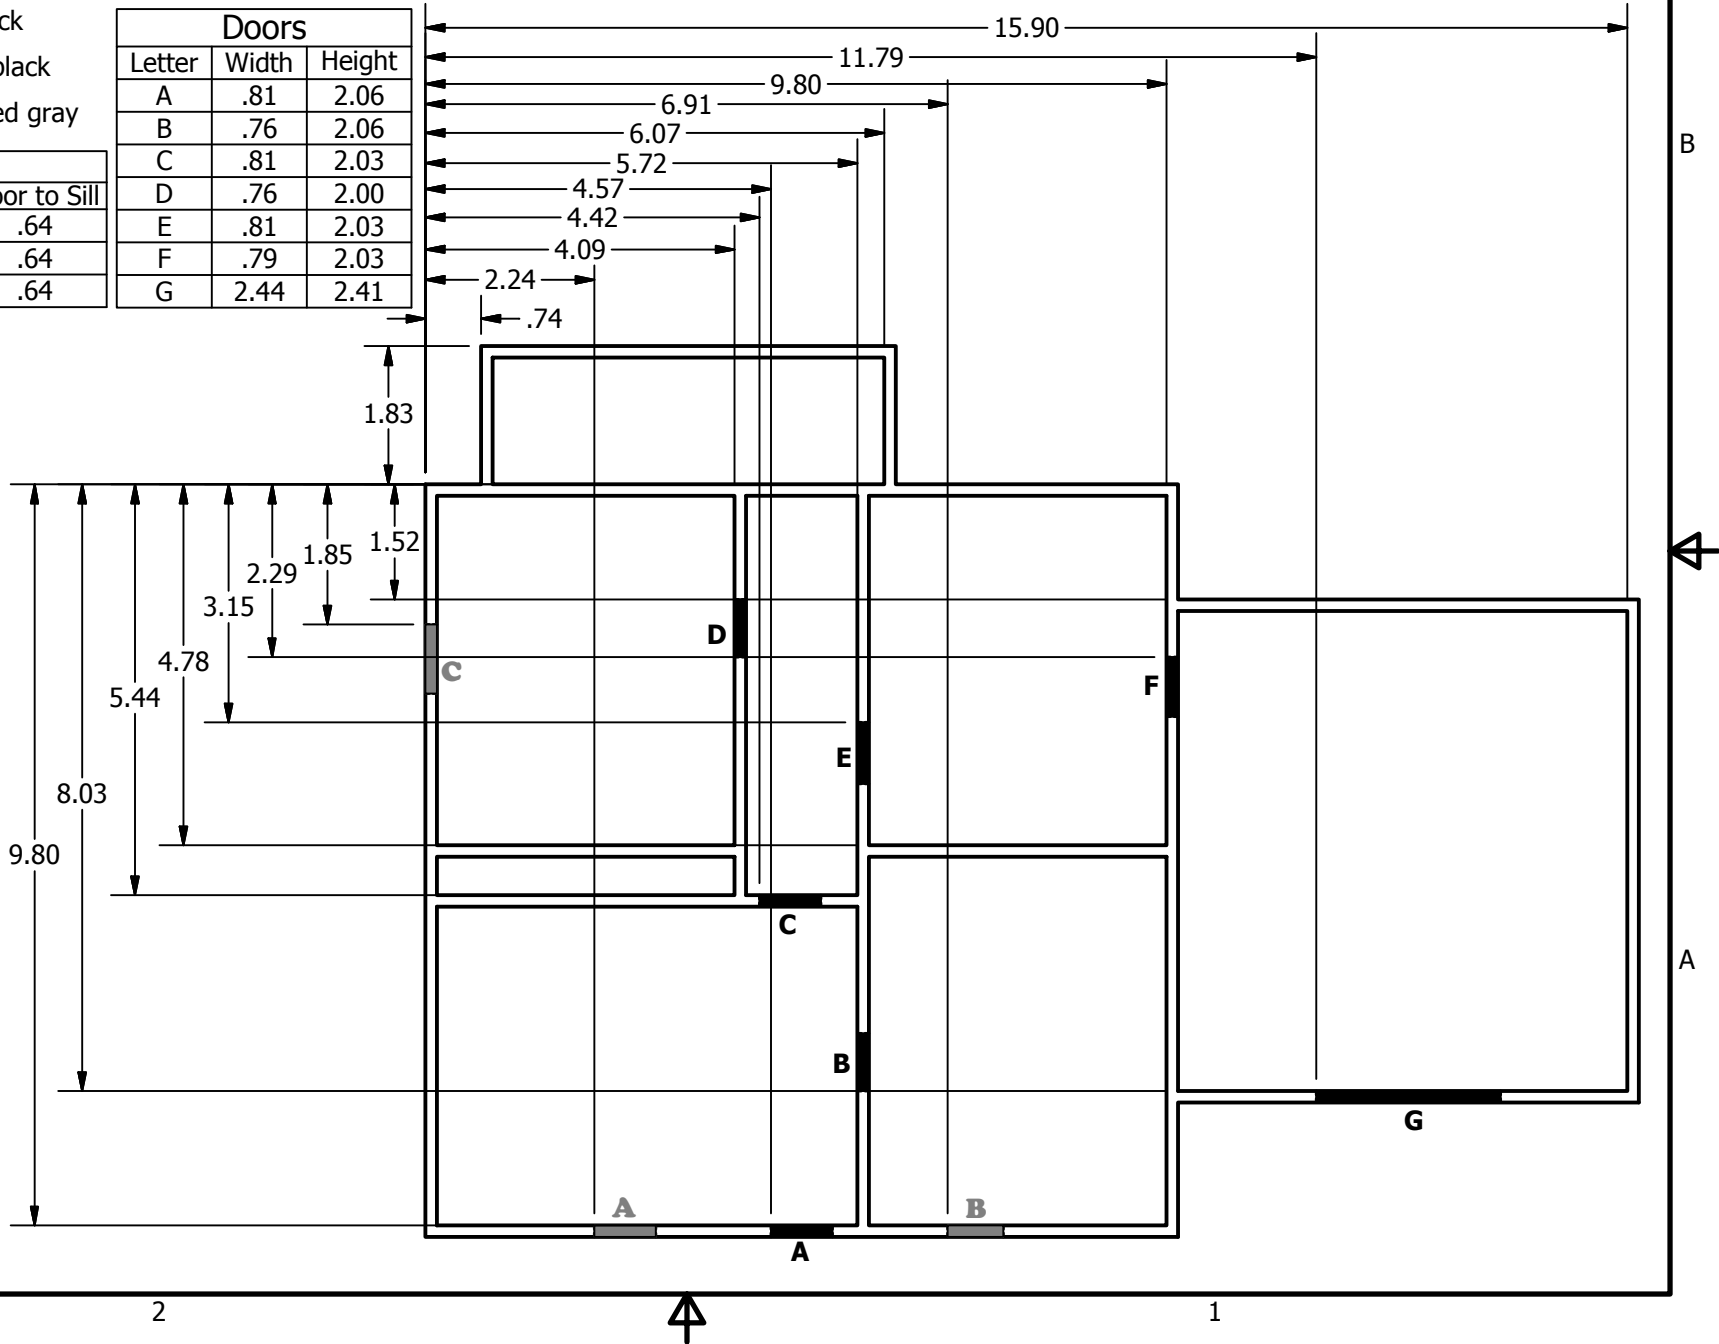 ck
black
ed gray
or to Sill
.64
.64
.64
Doors
Letter Width Height
A .81 2.06
B .76 2.06
C .81 2.03
D .76 2.00
E .81 2.03
F .79 2.03
G 2.44 2.41
15.90
11.79
9.80
6.91
6.07
5.72
4.57
4.42
4.09
2.24
.74
1.83
1.52
1.85
2.29
3.15
4.78
5.44
8.03
9.80
D
C
F
E
C
B
G
A
B
A
B
A
2
1